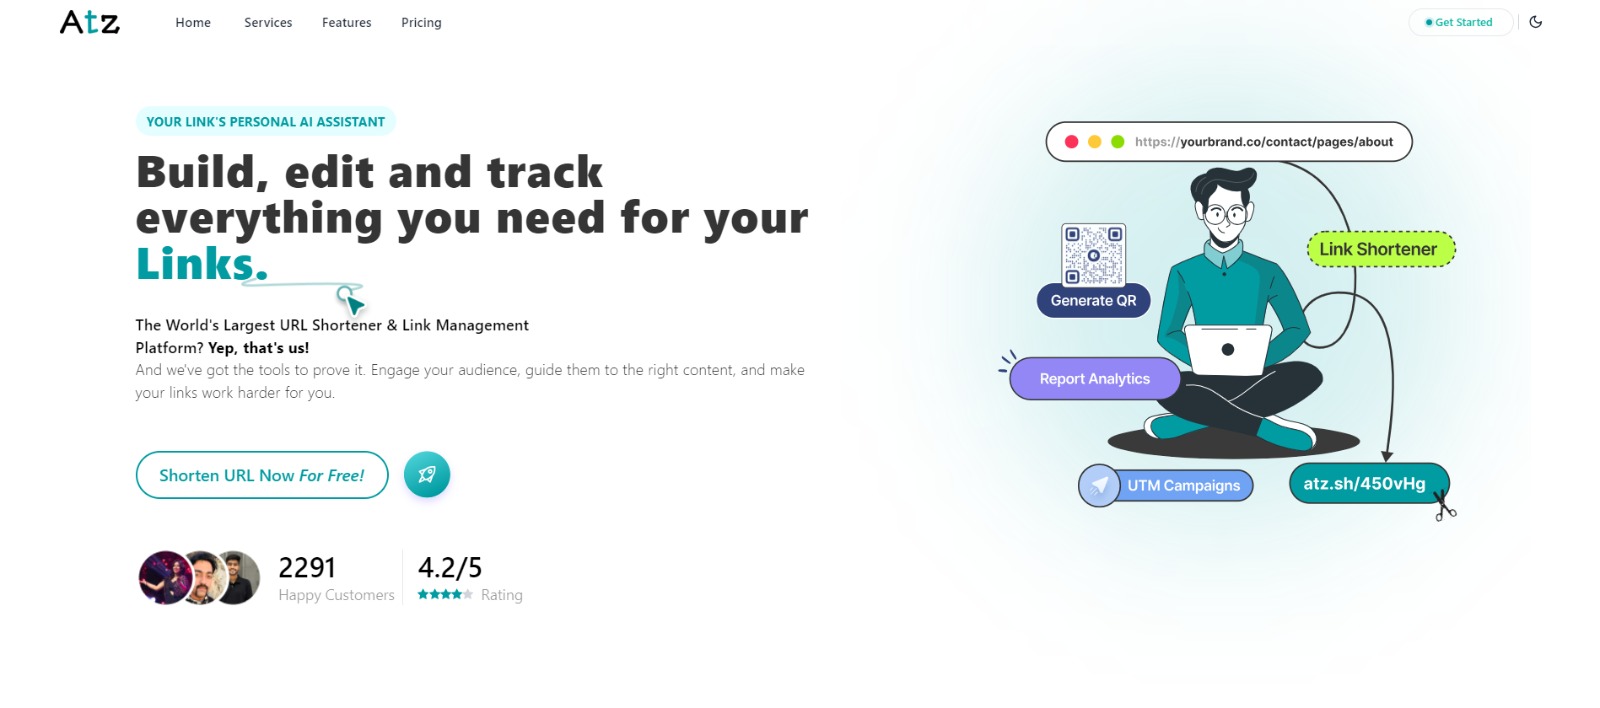 Atz
Home
Services
Features
Pricing
Get Started
YOUR LINK'S PERSONAL AI ASSISTANT
Build, edit and track
everything you need for your
Links.
The World's Largest URL Shortener & Link Management
Platform? Yep, that's us!
And we've got the tools to prove it. Engage your audience, guide them to the right content, and make
your links work harder for you.
Shorten URL Now For Free!
2291
Happy Customers
4.2/5
Rating
https://yourbrand.co/contact/pages/about
Link Shortener
Generate QR
Report Analytics
UTM Campaigns
atz.sh/450vHg